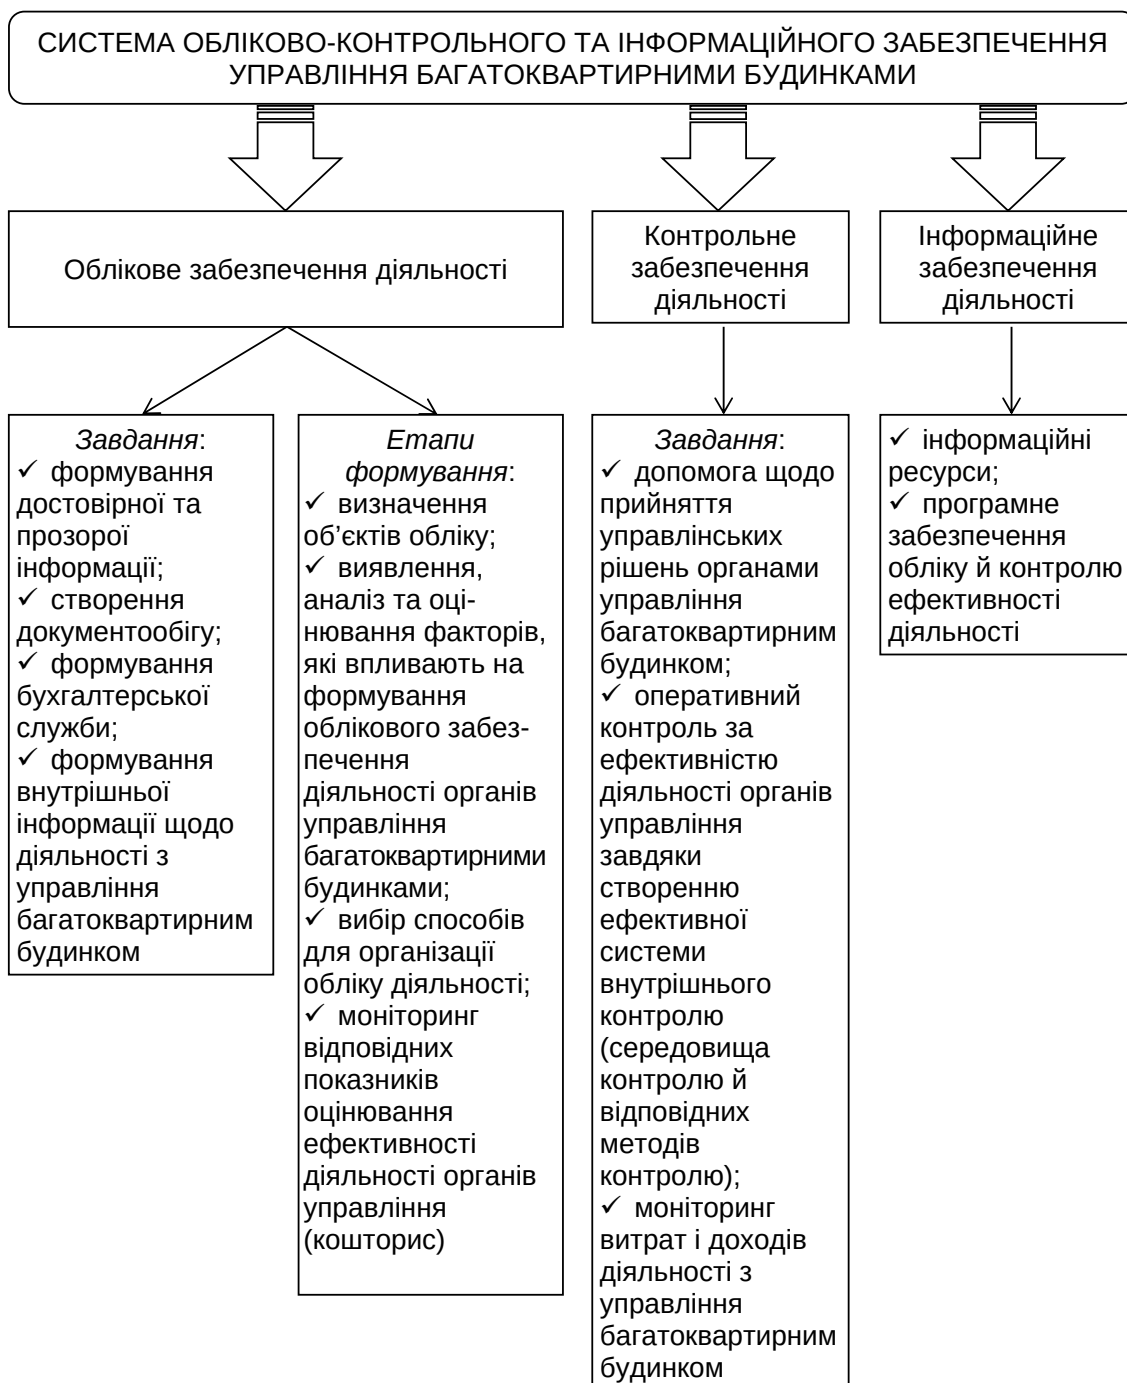 СИСТЕМА ОБЛІКОВО-КОНТРОЛЬНОГО ТА ІНФОРМАЦІЙНОГО ЗАБЕЗПЕЧЕННЯ
УПРАВЛІННЯ БАГАТОКВАРТИРНИМИ БУДИНКАМИ
Облікове забезпечення діяльності
Контрольне
забезпечення
діяльності
Інформаційне
забезпечення
діяльності
Завдання:
✓ формування
достовірної та
прозорої
інформації;
✓ створення
документообігу;
✓ формування
бухгалтерської
служби;
✓ формування
внутрішньої
інформації щодо
діяльності з
управління
багатоквартирним
будинком
Етапи
формування:
✓ визначення
об’єктів обліку;
✓ виявлення,
аналіз та оці-
нювання факторів,
які впливають на
формування
облікового забез-
печення
діяльності органів
управління
багатоквартирними
будинками;
✓ вибір способів
для організації
обліку діяльності;
✓ моніторинг
відповідних
показників
оцінювання
ефективності
діяльності органів
управління
(кошторис)
Завдання:
✓ допомога щодо
прийняття
управлінських
рішень органами
управління
багатоквартирним
будинком;
✓ оперативний
контроль за
ефективністю
діяльності органів
управління
завдяки
створенню
ефективної
системи
внутрішнього
контролю
(середовища
контролю й
відповідних
методів
контролю);
✓ моніторинг
витрат і доходів
діяльності з
управління
багатоквартирним
будинком
✓ інформаційні
ресурси;
✓ програмне
забезпечення
обліку й контролю
ефективності
діяльності